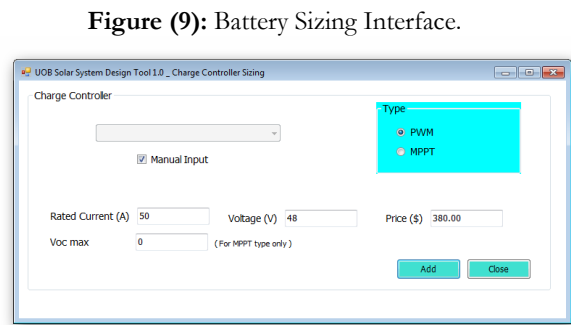 Figure (9): Battery Sizing Interface.
UOB Solar System Design Tool 1.0 _ Charge Controller Sizing
Charge Controller
Type
PWM
Manual Input
MPPT
Rated Current (A) 50 Voltage (V) 48 Price ($) 380.00
Voc max 0 ( For MPPT type only )
Add Close